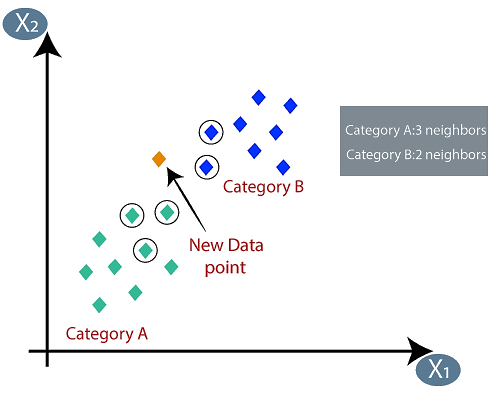 X2
Category A:3 neighbors
Category B:2 neighbors
Category B
New Data
point
Category A
X1